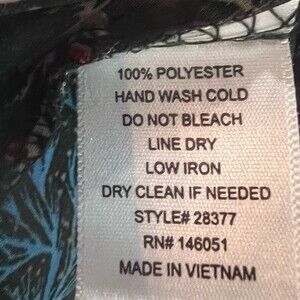 100% POLYESTER
HAND WASH COLD
DO NOT BLEACH
LINE DRY
LOW IRON
DRY CLEAN IF NEEDED
STYLE# 28377
RN# 146051
MADE IN VIETNAM